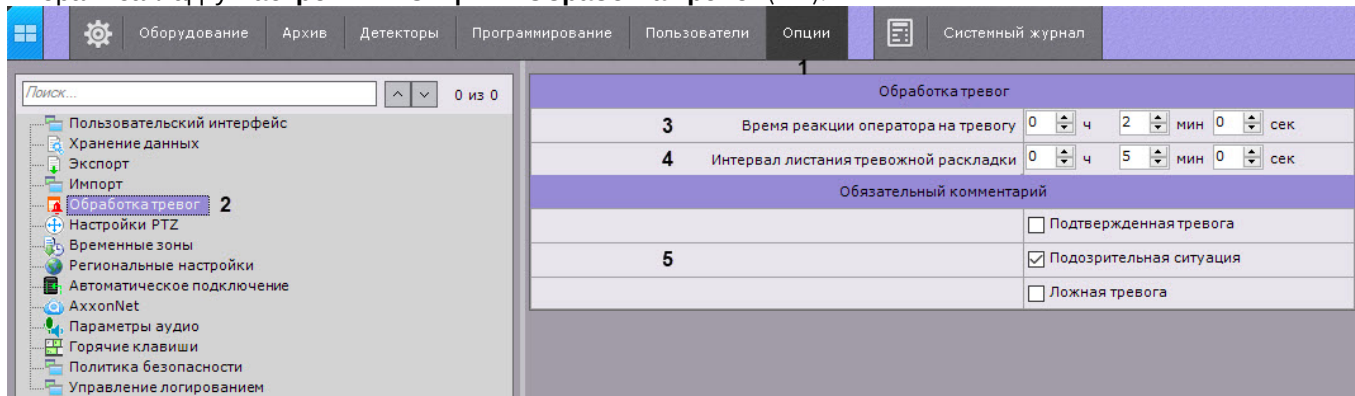 Оборудование Архив Детекторы Программирование Пользователи Опции Системный журнал
1
Поиск... 0 из 0
Пользовательский интерфейс
Хранение данных
Экспорт
Импорт
Обработка тревог 2
Настройки PTZ
Временные зоны
Региональные настройки
Автоматическое подключение
AxxonNet
Параметры аудио
Горячие клавиши
Политика безопасности
Управление логированием
Обработка тревог
3 Время реакции оператора на тревогу 0 ч 2 мин 0 сек
4 Интервал листания тревожной раскладки 0 ч 5 мин 0 сек
Обязательный комментарий
Подтвержденная тревога
5 Подозрительная ситуация
Ложная тревога